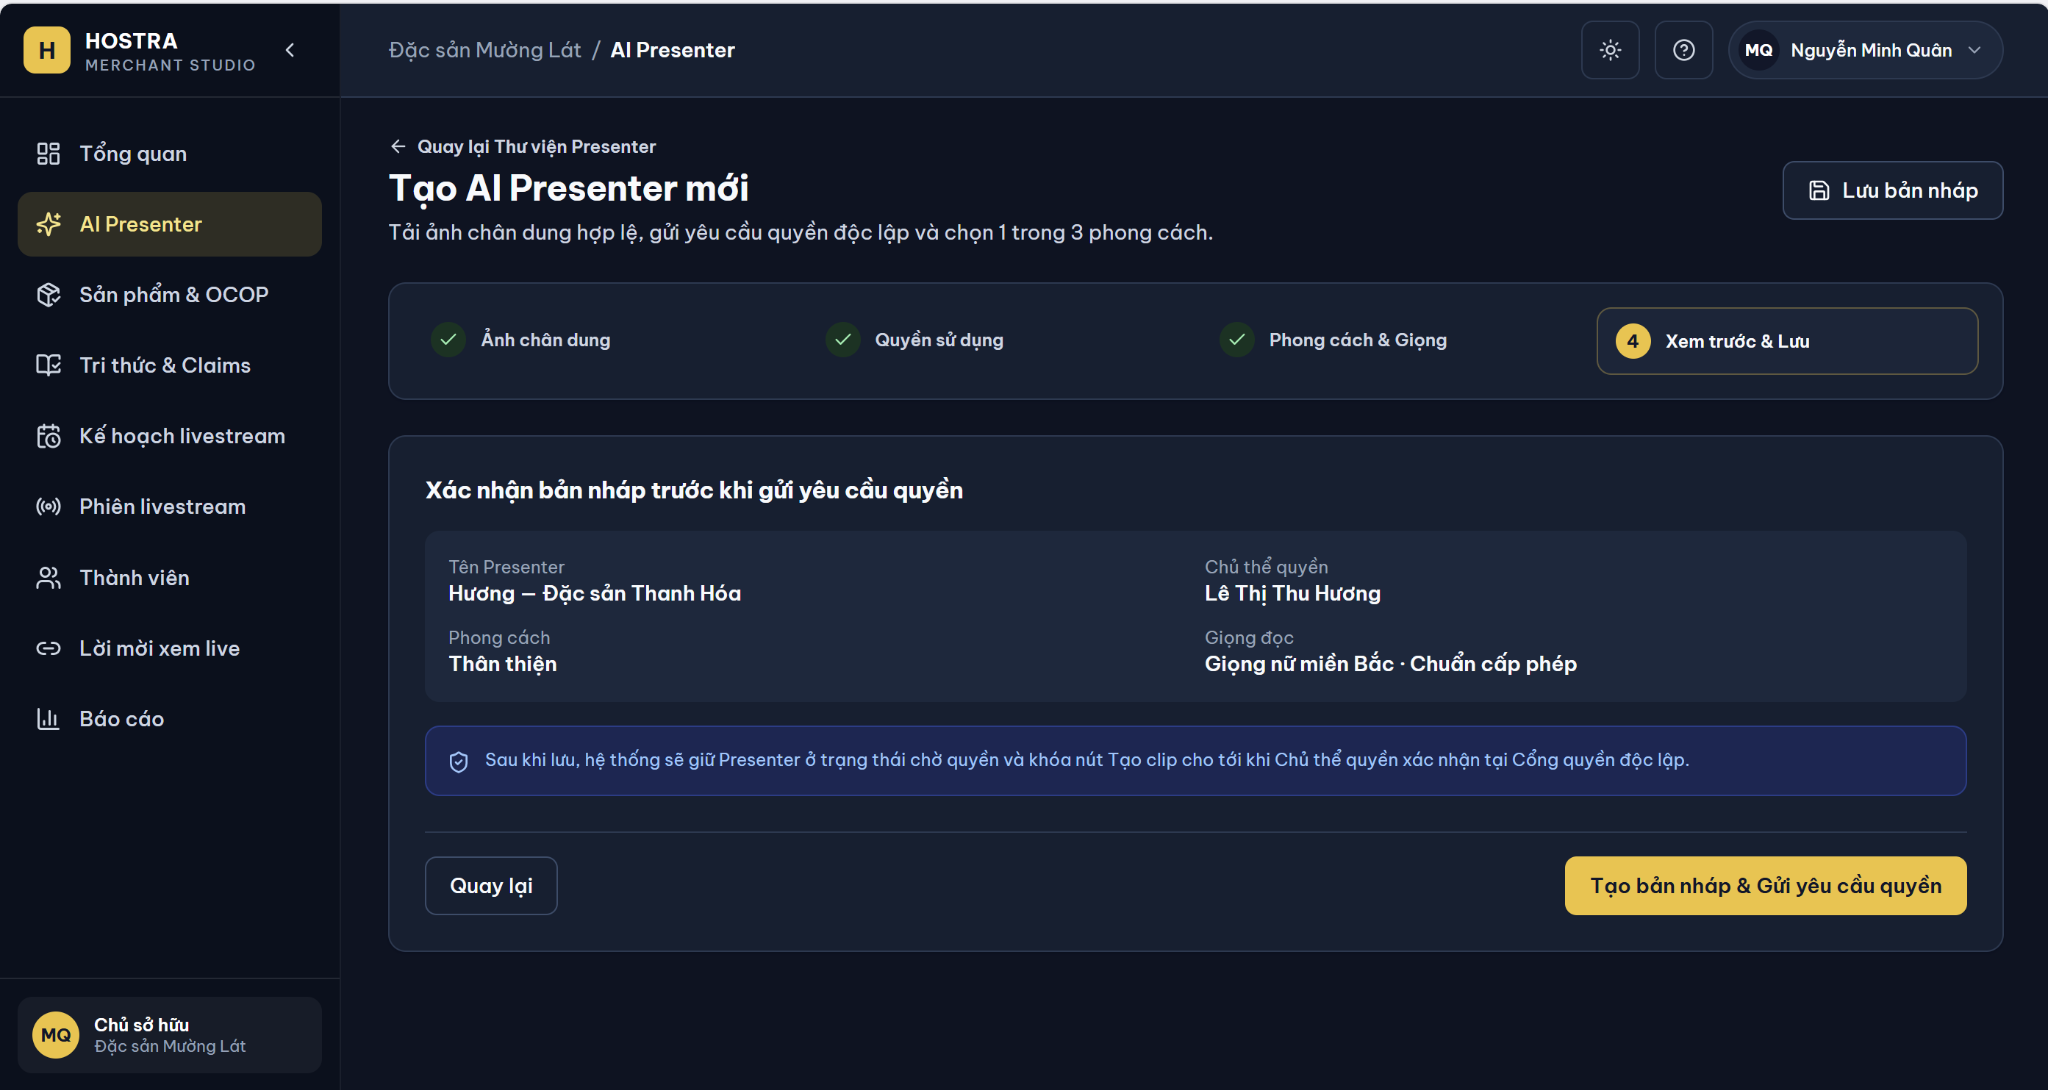 H
HOSTRA
MERCHANT STUDIO
Đặc sản Mường Lát / AI Presenter
MQ Nguyễn Minh Quân
Tổng quan
AI Presenter
Sản phẩm & OCOP
Tri thức & Claims
Kế hoạch livestream
Phiên livestream
Thành viên
Lời mời xem live
Báo cáo
MQ
Chủ sở hữu
Đặc sản Mường Lát
Quay lại Thư viện Presenter
Tạo AI Presenter mới
Tải ảnh chân dung hợp lệ, gửi yêu cầu quyền độc lập và chọn 1 trong 3 phong cách.
Lưu bản nháp
Ảnh chân dung
Quyền sử dụng
Phong cách & Giọng
4 Xem trước & Lưu
Xác nhận bản nháp trước khi gửi yêu cầu quyền
Tên Presenter
Hương — Đặc sản Thanh Hóa
Chủ thể quyền
Lê Thị Thu Hương
Phong cách
Thân thiện
Giọng đọc
Giọng nữ miền Bắc · Chuẩn cấp phép
Sau khi lưu, hệ thống sẽ giữ Presenter ở trạng thái chờ quyền và khóa nút Tạo clip cho tới khi Chủ thể quyền xác nhận tại Cổng quyền độc lập.
Quay lại
Tạo bản nháp & Gửi yêu cầu quyền